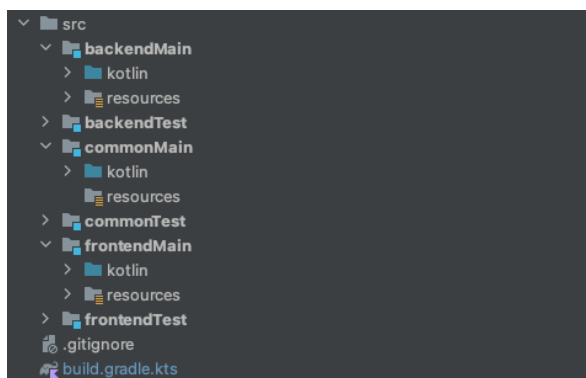 src
backendMain
kotlin
resources
backendTest
commonMain
kotlin
resources
commonTest
frontendMain
kotlin
resources
frontendTest
.gitignore
build.gradle.kts